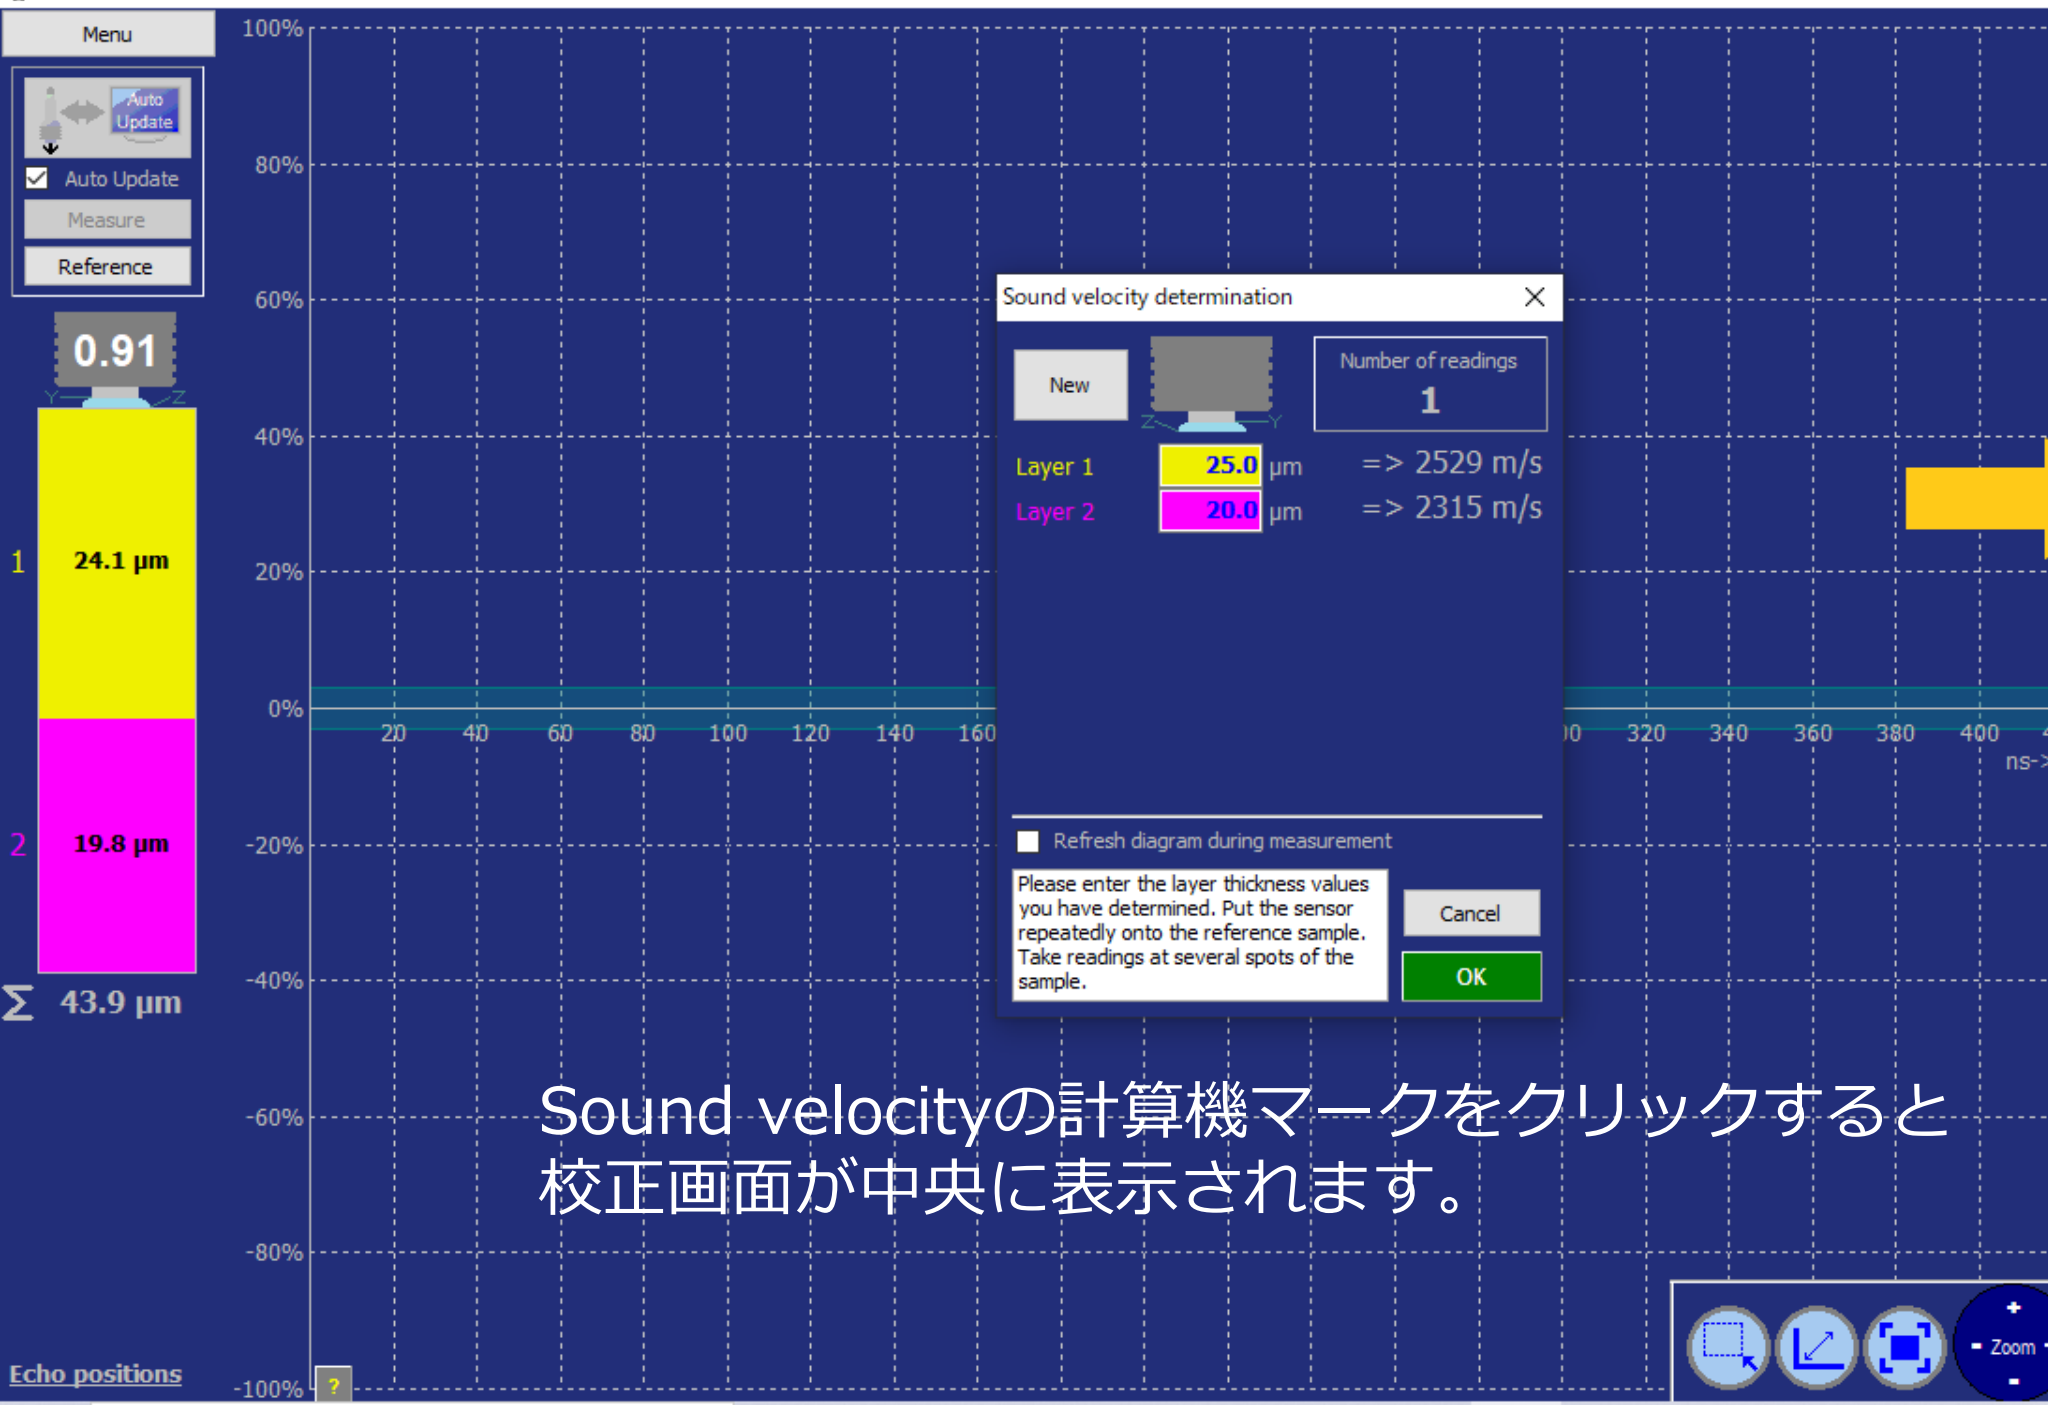 Menu
Auto
Update
Auto Update
Measure
Reference
0.91
Y
Z
1
24.1 µm
2
19.8 µm
Σ 43.9 µm
Echo positions
100%
80%
60%
40%
20%
0%
-20%
-40%
-60%
-80%
-100%
20 40 60 80 100 120 140 160
320 340 360 380 400
ns->
?
Sound velocity determination
New
Number of readings
1
Z
Y
Layer 1 25.0 µm => 2529 m/s
Layer 2 20.0 µm => 2315 m/s
Refresh diagram during measurement
Please enter the layer thickness values
you have determined. Put the sensor
repeatedly onto the reference sample.
Take readings at several spots of the
sample.
Cancel
OK
Sound velocityの計算機マークをクリックすると
校正画面が中央に表示されます。
+
- Zoom
-